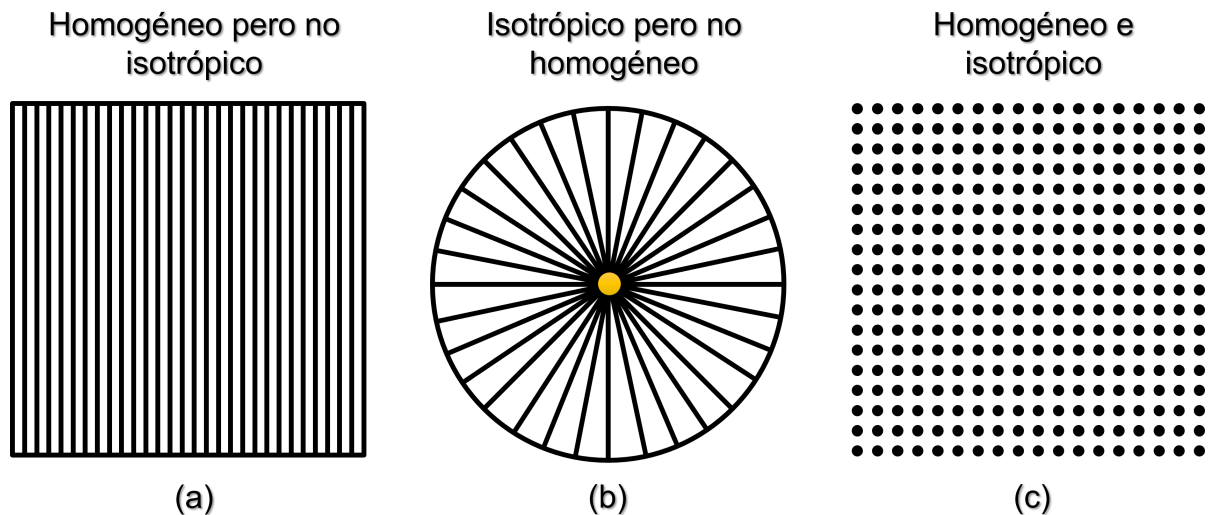 Homogéneo pero no
isotrópico
Isotrópico pero no
homogéneo
Homogéneo e
isotrópico
(a)
(b)
(c)